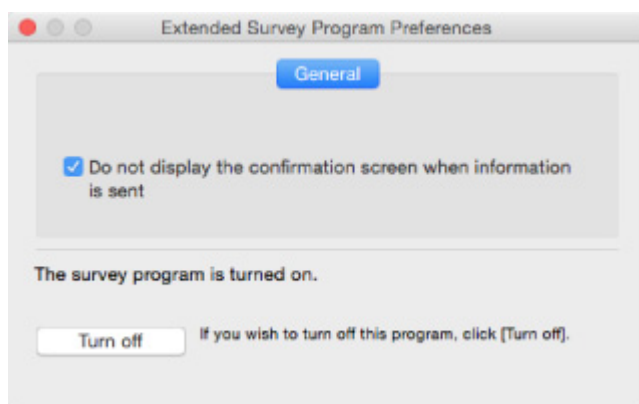 Extended Survey Program Preferences
General
Do not display the confirmation screen when information
is sent
The survey program is turned on.
Turn off
If you wish to turn off this program, click [Turn off].